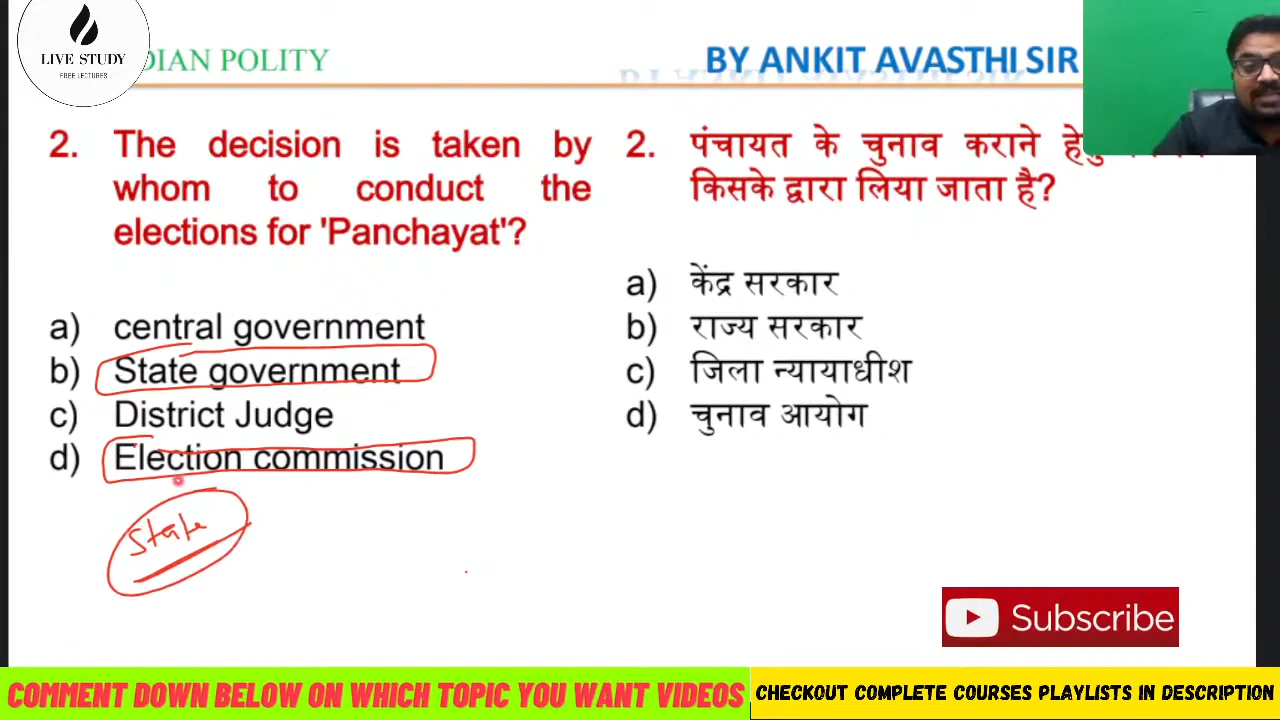 LIVE STUDY
FREE LECTURES
DIAN POLITY
BY ANKIT AVASTHI SIR
2. The decision is taken by
whom to conduct the
elections for 'Panchayat'?
a) central government
b) State government
c) District Judge
d) Election commission
State
2. पंचायत के चुनाव कराने
किसके द्वारा लिया जाता है?
a) केंद्र सरकार
b) राज्य सरकार
c) जिला न्यायाधीश
d) चुनाव आयोग
Subscribe
COMMENT DOWN BELOW ON WHICH TOPIC YOU WANT VIDEOS
CHECKOUT COMPLETE COURSES PLAYLISTS IN DESCRIPTION